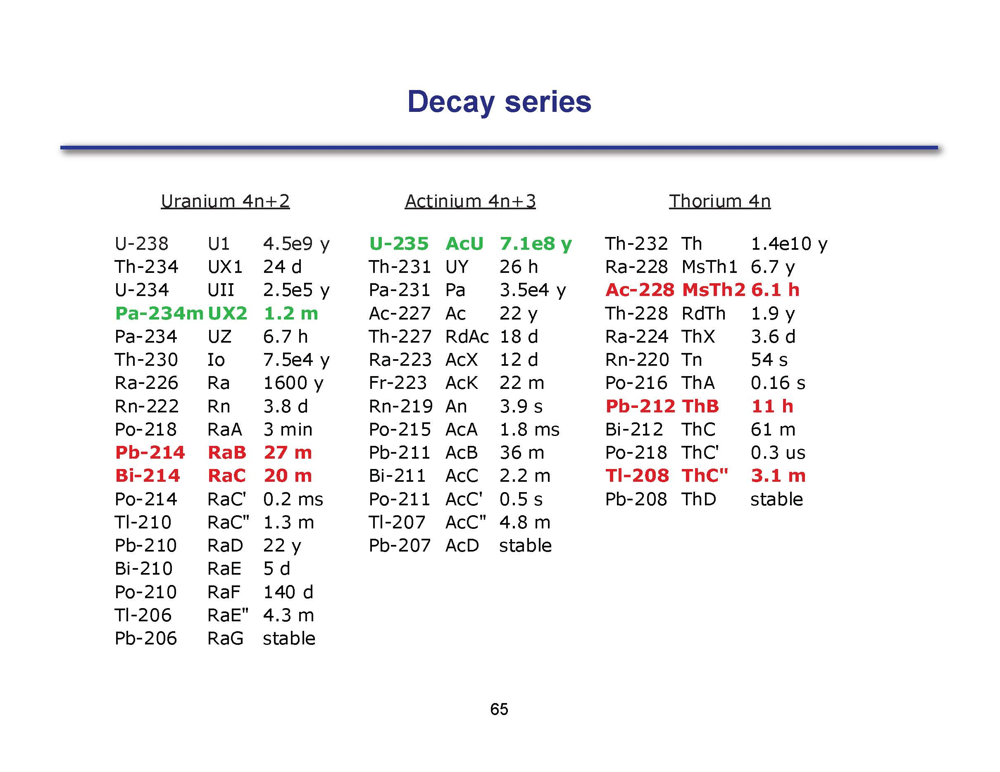 Decay series
Uranium 4n+2 Actinium 4n+3 Thorium 4n
U-238 U1 4.5e9 y U-235 AcU 7.1e8 y Th-232 Th 1.4e10 y
Th-234 UX1 24 d Th-231 UY 26 h Ra-228 MsTh1 6.7 y
U-234 UII 2.5e5 y Pa-231 Pa 3.5e4 y Ac-228 MsTh2 6.1 h
Pa-234m UX2 1.2 m Ac-227 Ac 22 y Th-228 RdTh 1.9 y
Pa-234 UZ 6.7 h Th-227 RdAc 18 d Ra-224 ThX 3.6 d
Th-230 Io 7.5e4 y Ra-223 AcX 12 d Rn-220 Tn 54 s
Ra-226 Ra 1600 y Fr-223 AcK 22 m Po-216 ThA 0.16 s
Rn-222 Rn 3.8 d Rn-219 An 3.9 s Pb-212 ThB 11 h
Po-218 RaA 3 min Po-215 AcA 1.8 ms Bi-212 ThC 61 m
Pb-214 RaB 27 m Pb-211 AcB 36 m Po-218 ThC' 0.3 us
Bi-214 RaC 20 m Bi-211 AcC 2.2 m Tl-208 ThC" 3.1 m
Po-214 RaC' 0.2 ms Po-211 AcC' 0.5 s Pb-208 ThD stable
Tl-210 RaC" 1.3 m Tl-207 AcC" 4.8 m
Pb-210 RaD 22 y Pb-207 AcD stable
Bi-210 RaE 5 d
Po-210 RaF 140 d
Tl-206 RaE" 4.3 m
Pb-206 RaG stable
65